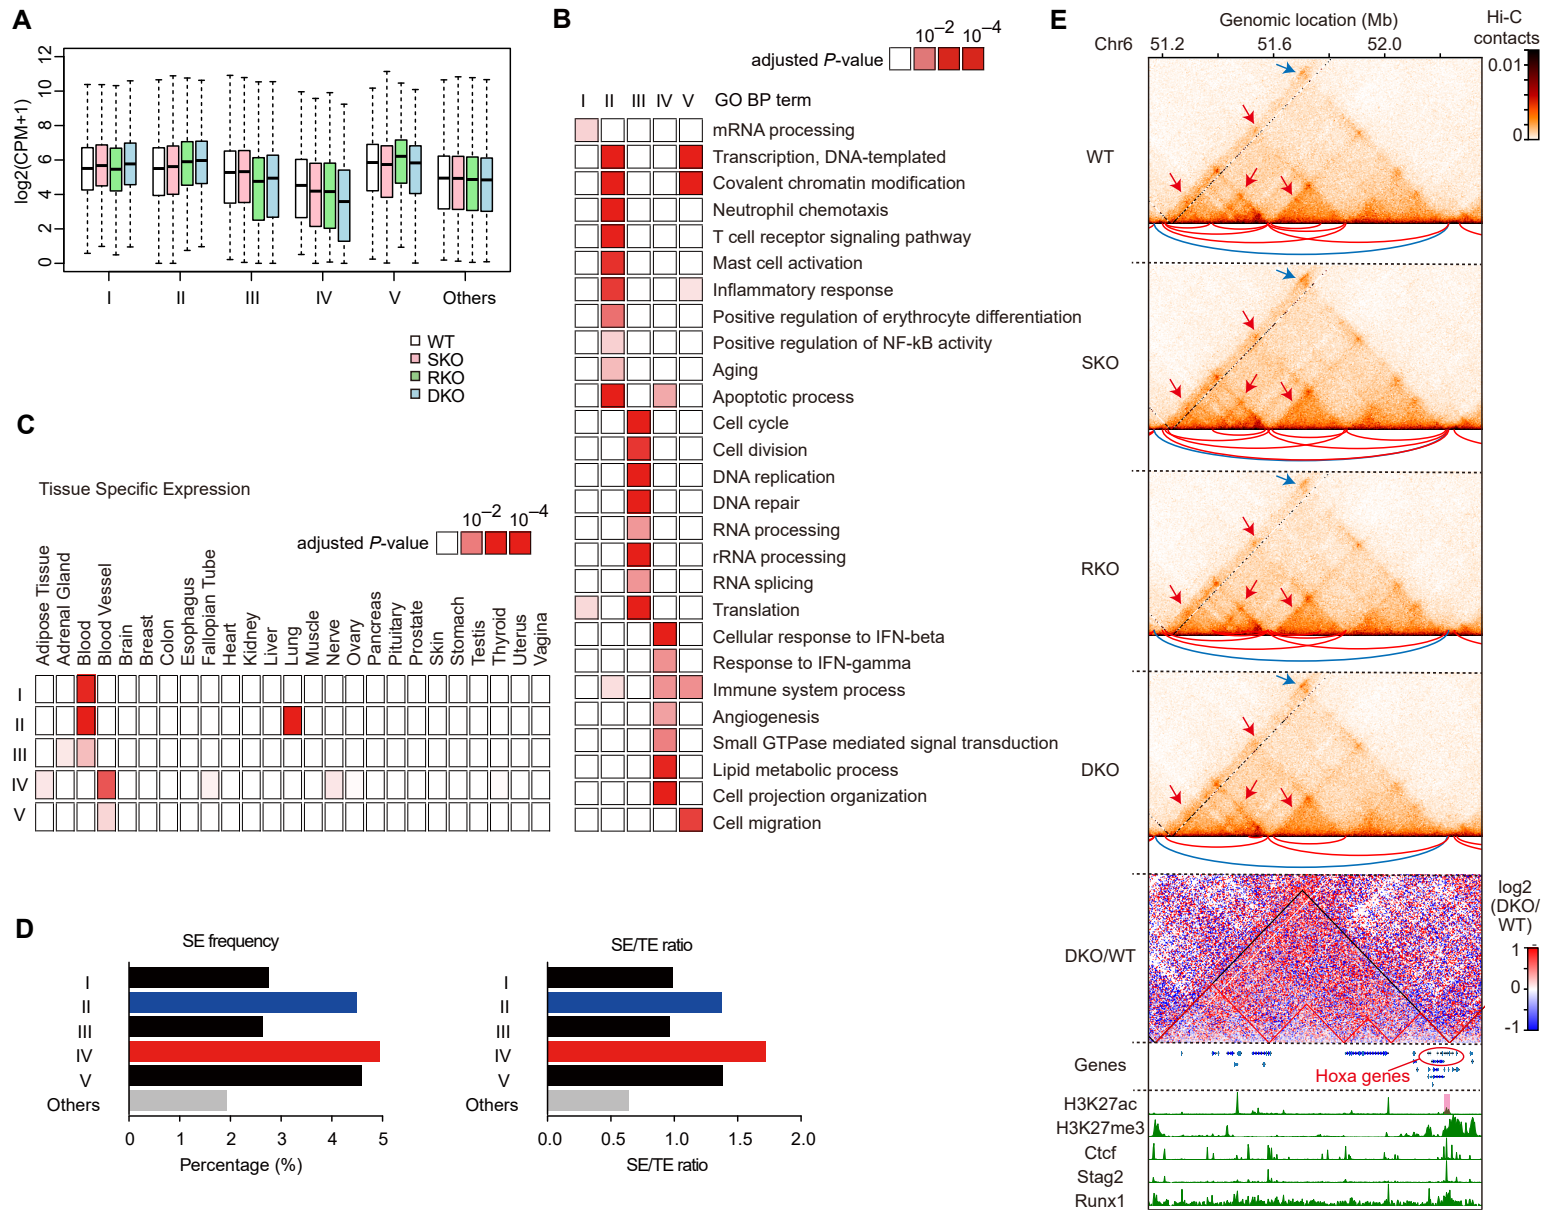 A
log2(CPM+1)
0
2
4
6
8
10
12
I
II
III
IV
V
Others
WT
SKO
RKO
DKO
B
adjusted P-value
10−2
10−4
I II III IV V GO BP term
mRNA processing
Transcription, DNA-templated
Covalent chromatin modification
Neutrophil chemotaxis
T cell receptor signaling pathway
Mast cell activation
Inflammatory response
Positive regulation of erythrocyte differentiation
Positive regulation of NF-kB activity
Aging
Apoptotic process
Cell cycle
Cell division
DNA replication
DNA repair
RNA processing
rRNA processing
RNA splicing
Translation
Cellular response to IFN-beta
Response to IFN-gamma
Immune system process
Angiogenesis
Small GTPase mediated signal transduction
Lipid metabolic process
Cell projection organization
Cell migration
C
Tissue Specific Expression
adjusted P-value
10−2
10−4
Adipose Tissue
Adrenal Gland
Blood
Blood Vessel
Brain
Breast
Colon
Esophagus
Fallopian Tube
Heart
Kidney
Liver
Lung
Muscle
Nerve
Ovary
Pancreas
Pituitary
Prostate
Skin
Stomach
Testis
Thyroid
Uterus
Vagina
I
II
III
IV
V
D
SE frequency
I
II
III
IV
V
Others
0 1 2 3 4 5
Percentage (%)
SE/TE ratio
I
II
III
IV
V
Others
0.0 0.5 1.0 1.5 2.0
SE/TE ratio
E
Genomic location (Mb)
Chr6
51.2 51.6 52.0
Hi-C
contacts
0.01
0
WT
SKO
RKO
DKO
DKO/WT
log2
(DKO/
WT)
1
0
-1
Genes
Hoxa genes
H3K27ac
H3K27me3
Ctcf
Stag2
Runx1